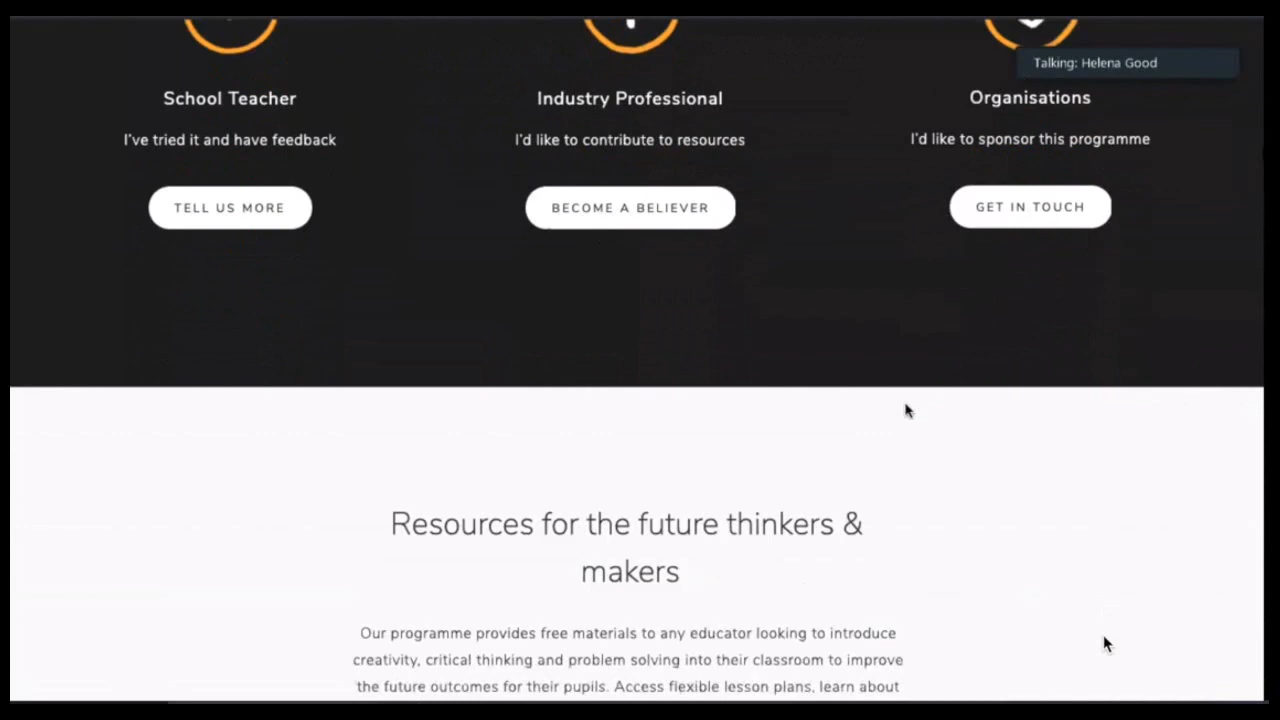 Talking: Helena Good
School Teacher
I've tried it and have feedback
TELL US MORE
Industry Professional
I'd like to contribute to resources
BECOME A BELIEVER
Organisations
I'd like to sponsor this programme
GET IN TOUCH
Resources for the future thinkers &
makers
Our programme provides free materials to any educator looking to introduce
creativity, critical thinking and problem solving into their classroom to improve
the future outcomes for their pupils. Access flexible lesson plans, learn about